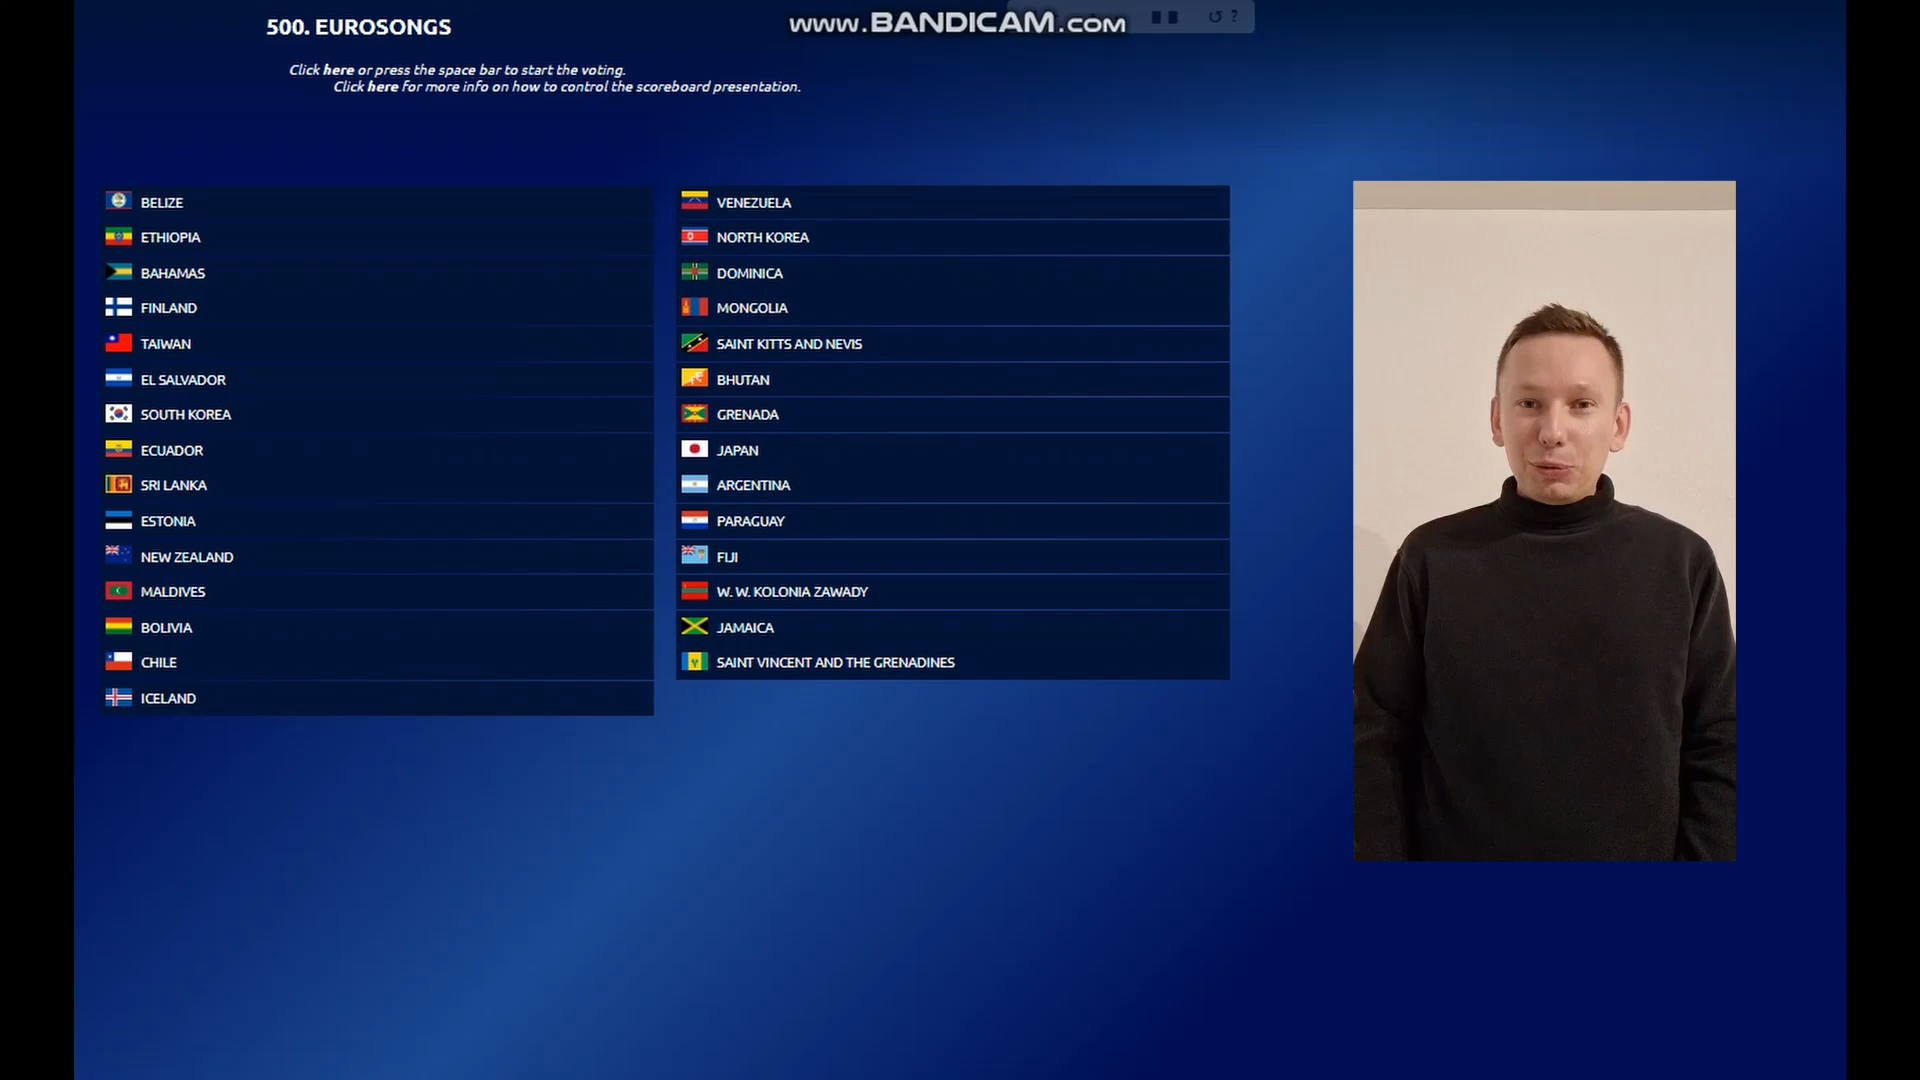 500. EUROSONGS
www.BANDICAM.COM
?
Click here or press the space bar to start the voting.
Click here for more info on how to control the scoreboard presentation.
BELIZE
ETHIOPIA
BAHAMAS
FINLAND
TAIWAN
EL SALVADOR
SOUTH KOREA
ECUADOR
SRI LANKA
ESTONIA
NEW ZEALAND
MALDIVES
BOLIVIA
CHILE
ICELAND
VENEZUELA
NORTH KOREA
DOMINICA
MONGOLIA
SAINT KITTS AND NEVIS
BHUTAN
GRENADA
JAPAN
ARGENTINA
PARAGUAY
FIJI
W. W. KOLONIA ZAWADY
JAMAICA
SAINT VINCENT AND THE GRENADINES